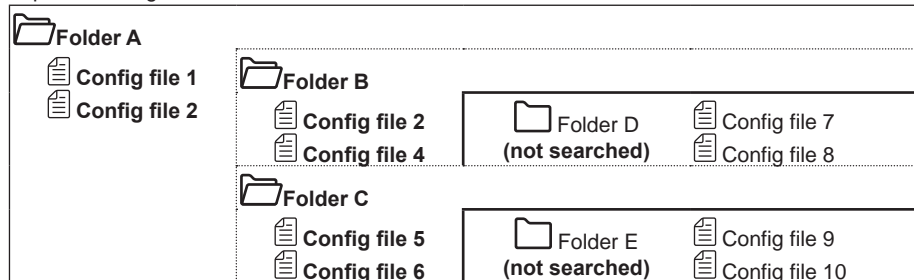 Folder A
Config file 1
Config file 2
Folder B
Config file 2
Config file 4
Folder D
(not searched)
Config file 7
Config file 8
Folder C
Config file 5
Config file 6
Folder E
(not searched)
Config file 9
Config file 10